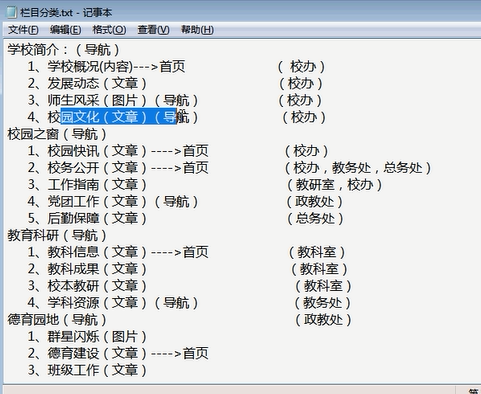 栏目分类.txt - 记事本
文件(F) 编辑(E) 格式(O) 查看(V) 帮助(H)
学校简介：（导航）
1、学校概况(内容)--->首页 （ 校办）
2、发展动态（文章） （校办）
3、师生风采（图片）（导航） （校办）
4、校园文化（文章）（导航） （校办）
校园之窗（导航）
1、校园快讯（文章）---->首页 （校办）
2、校务公开（文章）---->首页 （校办，教务处，总务处）
3、工作指南（文章） （教研室，校办）
4、党团工作（文章）（导航） （政教处）
5、后勤保障（文章） （总务处）
教育科研（导航）
1、教科信息（文章）---->首页 （教科室）
2、教科成果（文章） （教科室）
3、校本教研（文章） （教科室）
4、学科资源（文章）（导航） （教务处）
德育园地（导航） （政教处）
1、群星闪烁（图片）
2、德育建设（文章）---->首页
3、班级工作（文章）
第